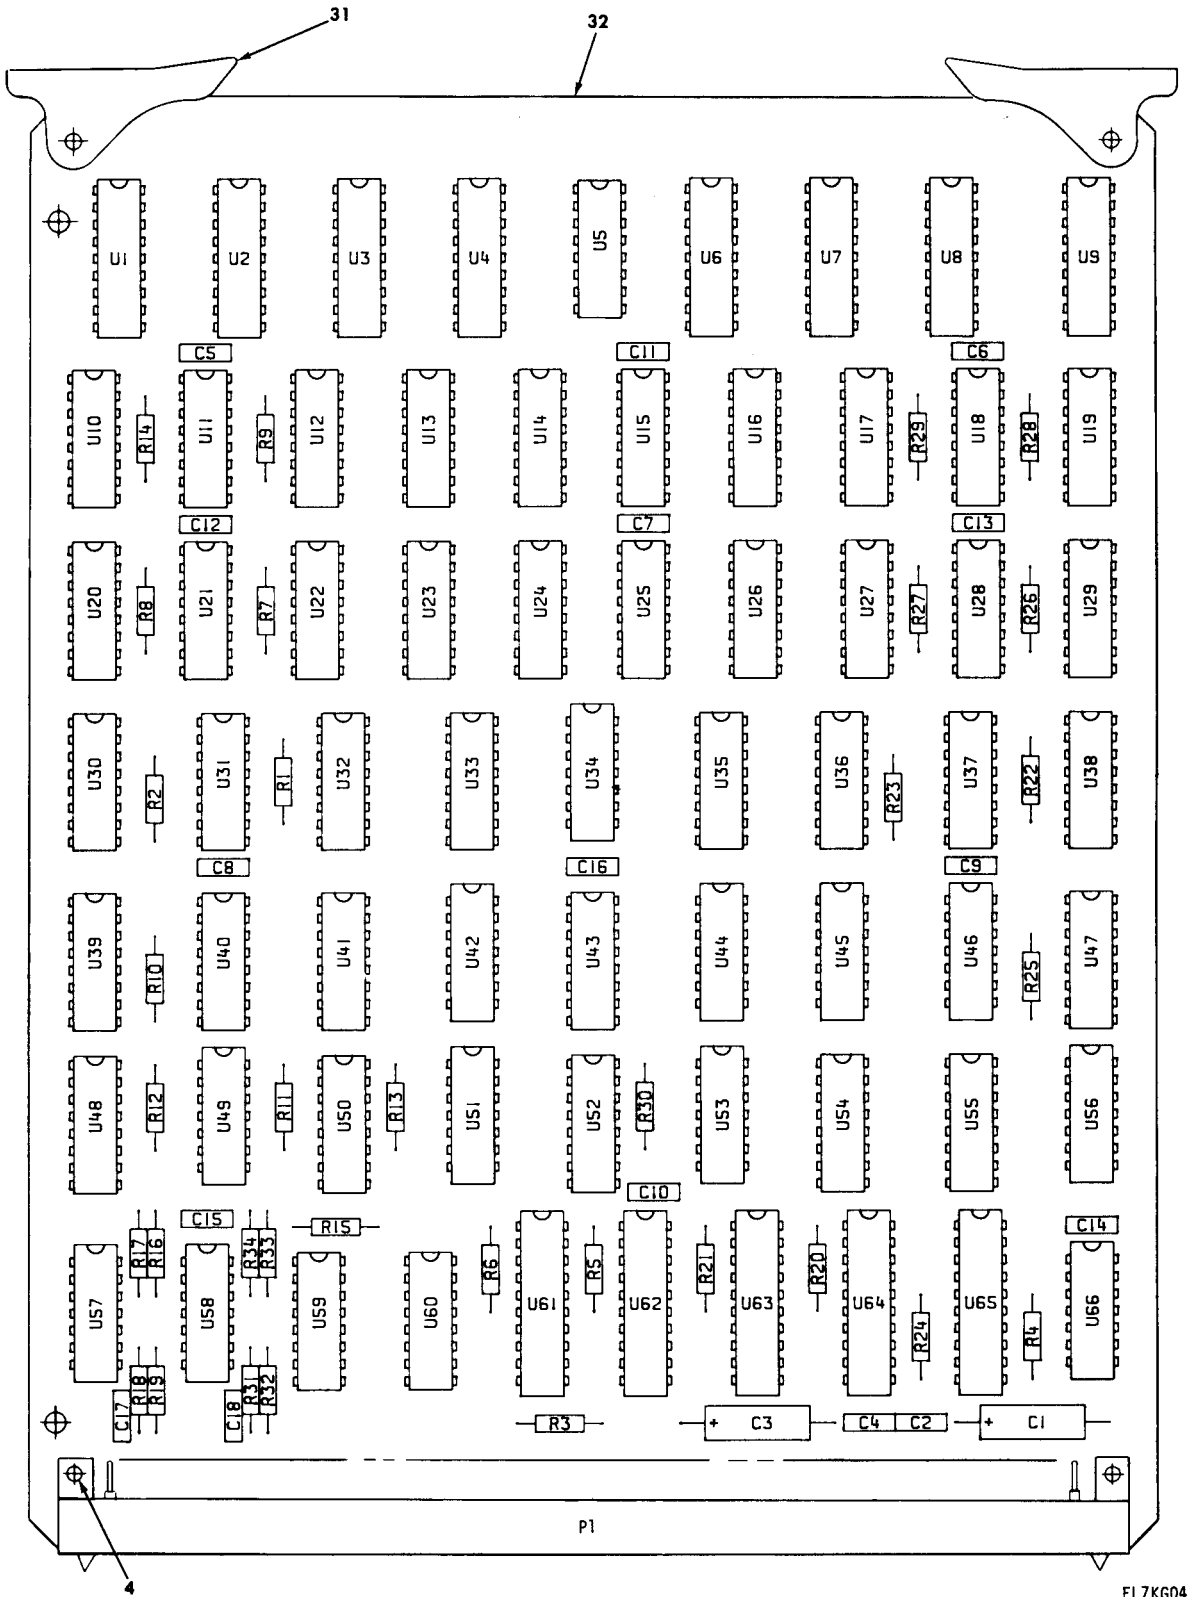 31
32
U1 U2 U3 U4 U5 U6 U7 U8 U9
C5 C11 C6
U10 R14 U11 R9 U12 U13 U14 U15 U16 U17 R29 U18 R28 U19
C12 C7 C13
U20 R8 U21 R7 U22 U23 U24 U25 U26 U27 R27 U28 R26 U29
U30 R2 U31 R1 U32 U33 U34 U35 U36 R23 U37 R22 U38
C8 C16 C9
U39 R10 U40 U41 U42 U43 U44 U45 U46 R25 U47
U48 R12 U49 R11 U50 R13 U51 U52 R30 U53 U54 U55 U56
C10
C15 R15 C14
R17 R16 R34 R33 R6 R5 R21 R20
U57 U58 U59 U60 U61 U62 U63 U64 R24 U65 R4 U66
R18 R19 R31 R32
C17 C18 R3 + C3 C4 C2 + C1
P1
4
EL7KG04